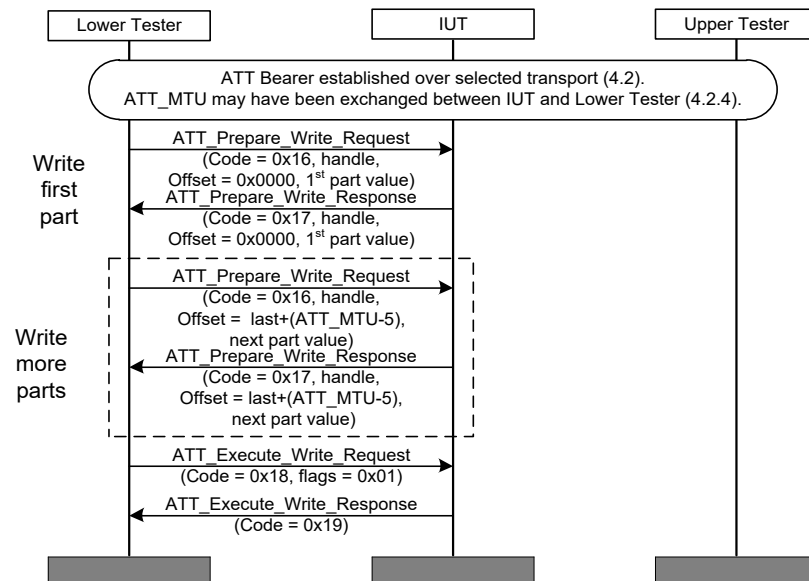 Lower Tester
IUT
Upper Tester
ATT Bearer established over selected transport (4.2).
ATT_MTU may have been exchanged between IUT and Lower Tester (4.2.4).
Write
first
part
ATT_Prepare_Write_Request
(Code = 0x16, handle,
Offset = 0x0000, 1st part value)
ATT_Prepare_Write_Response
(Code = 0x17, handle,
Offset = 0x0000, 1st part value)
Write
more
parts
ATT_Prepare_Write_Request
(Code = 0x16, handle,
Offset = last+(ATT_MTU-5),
next part value)
ATT_Prepare_Write_Response
(Code = 0x17, handle,
Offset = last+(ATT_MTU-5),
next part value)
ATT_Execute_Write_Request
(Code = 0x18, flags = 0x01)
ATT_Execute_Write_Response
(Code = 0x19)